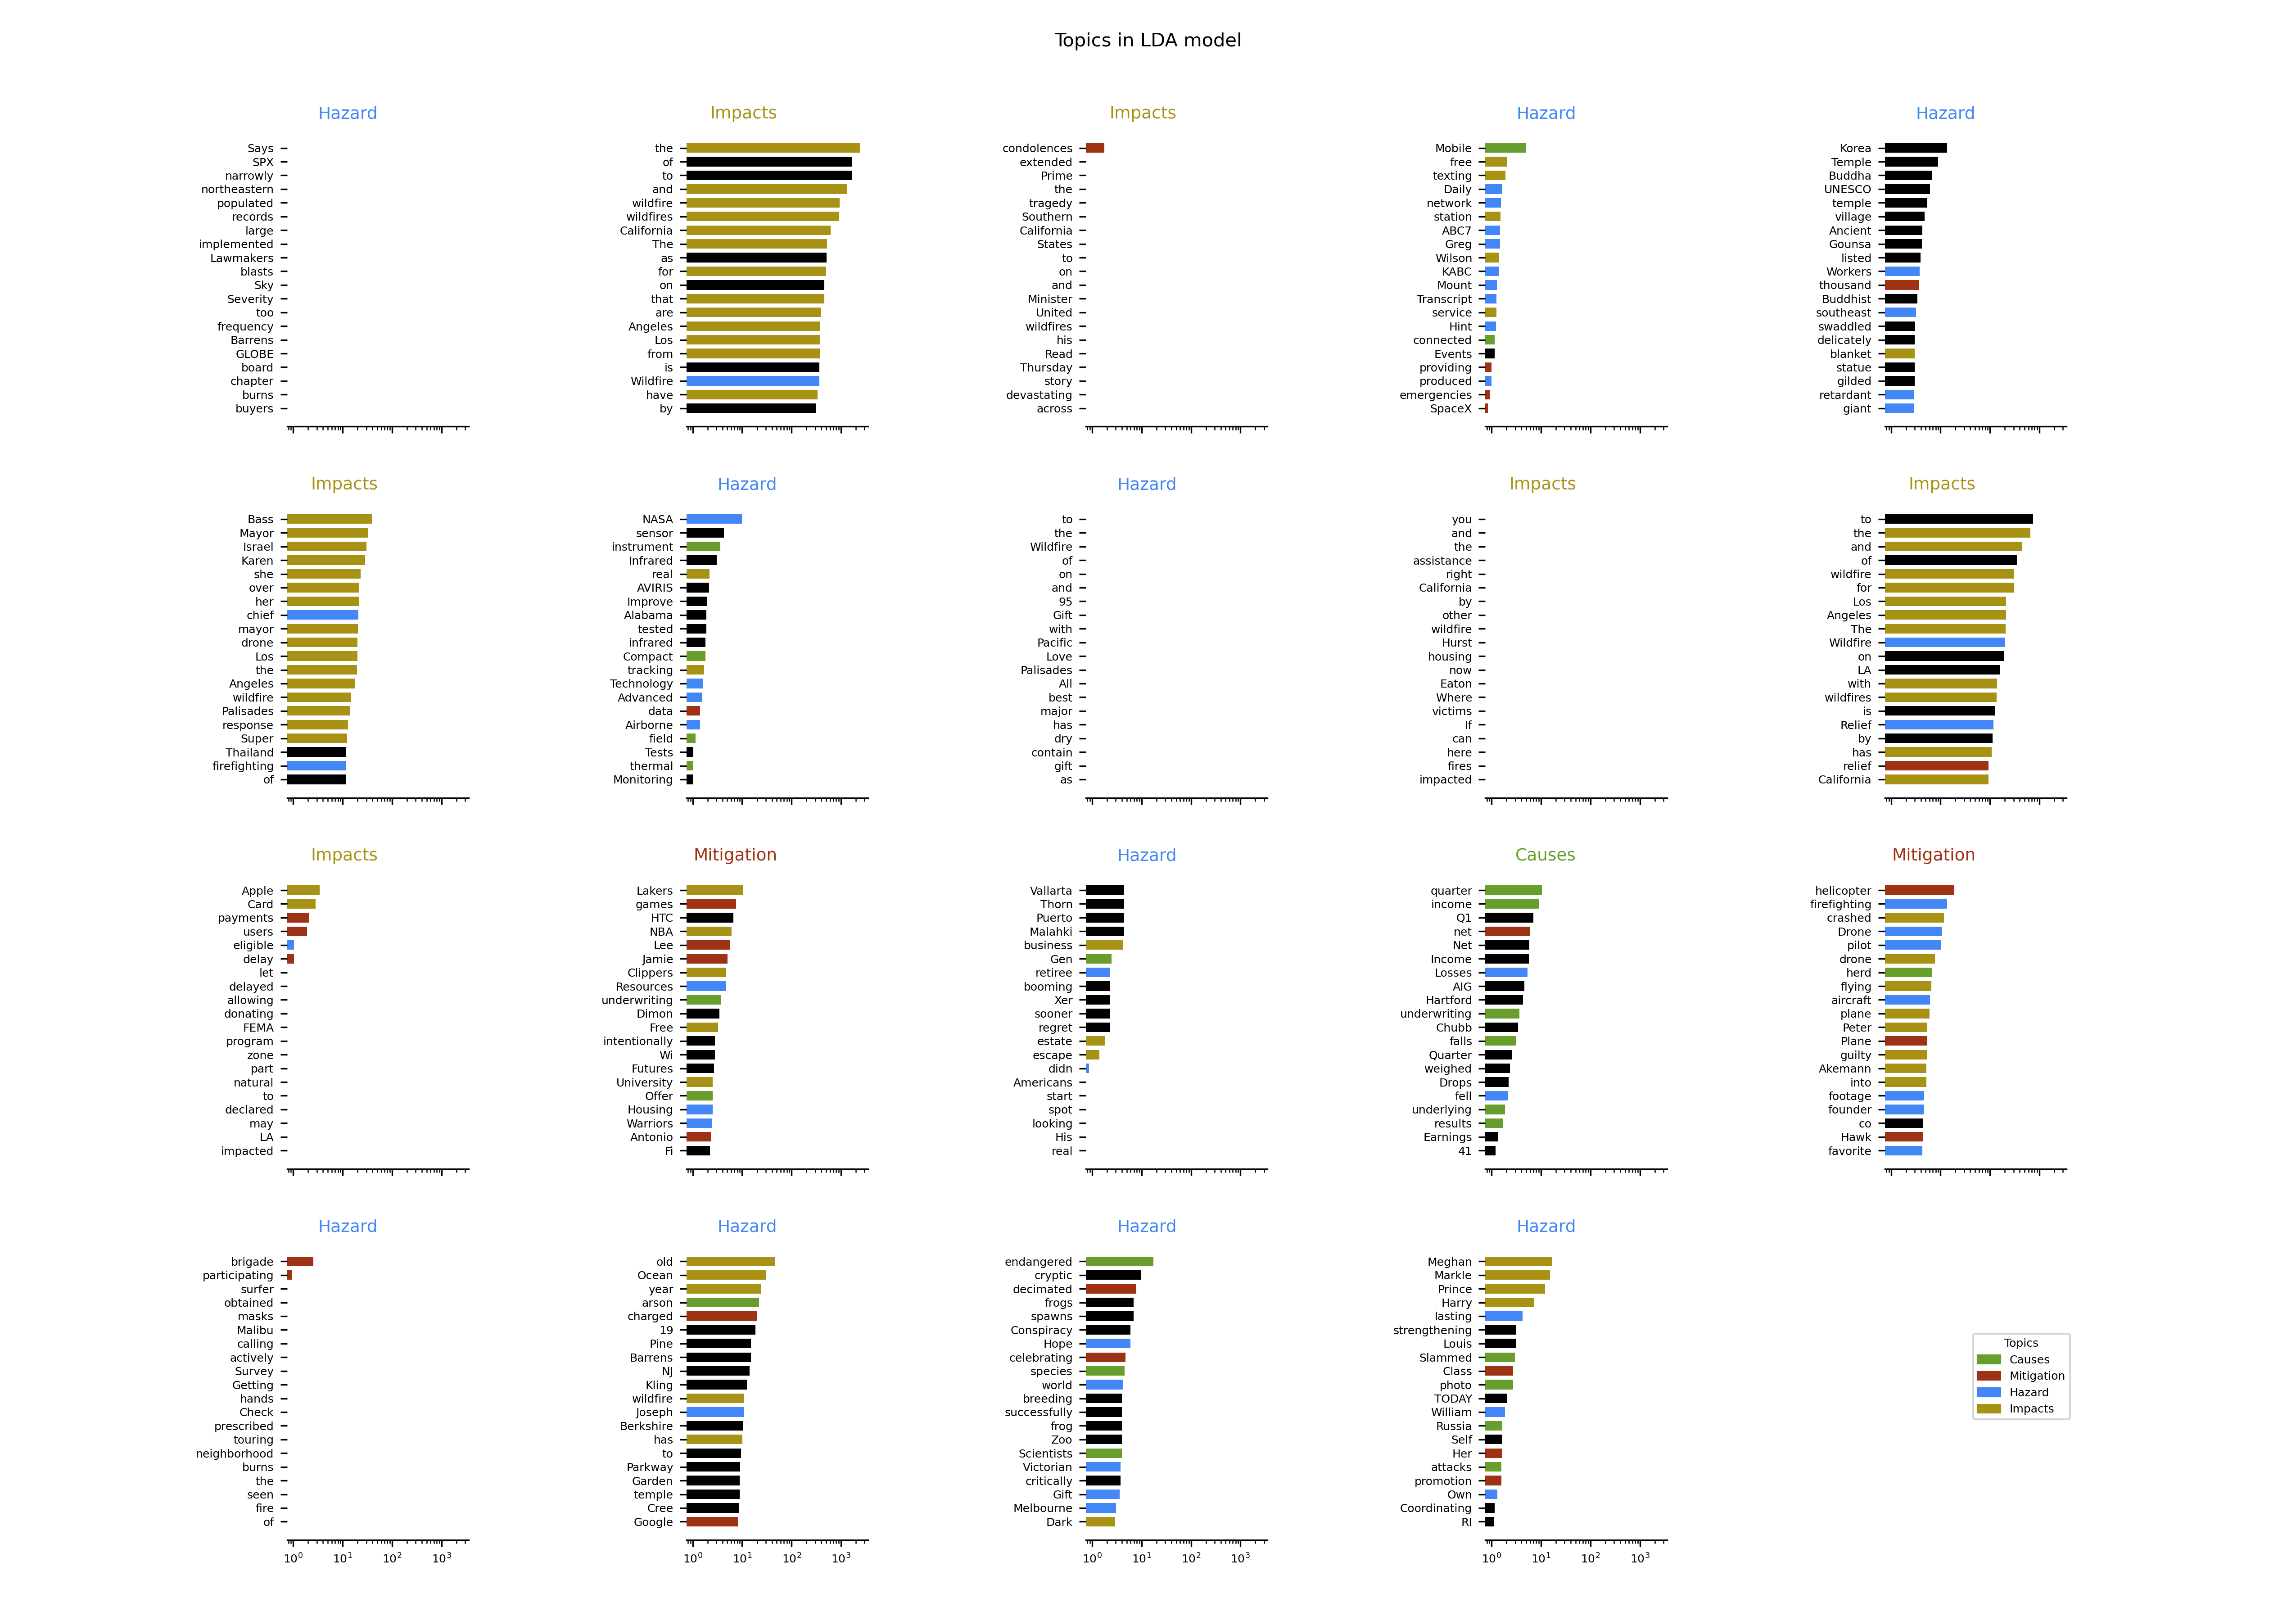 Topics in LDA model
Hazard
Says
SPX
narrowly
northeastern
populated
records
large
implemented
Lawmakers
blasts
Sky
Severity
too
frequency
Barrens
GLOBE
board
chapter
burns
buyers
Impacts
the
of
to
and
wildfire
wildfires
California
The
as
for
on
that
are
Angeles
Los
from
is
Wildfire
have
by
Impacts
condolences
extended
Prime
the
tragedy
Southern
California
States
to
on
and
Minister
United
wildfires
his
Read
Thursday
story
devastating
across
Hazard
Mobile
free
texting
Daily
network
station
ABC7
Greg
Wilson
KABC
Mount
Transcript
service
Hint
connected
Events
providing
produced
emergencies
SpaceX
Hazard
Korea
Temple
Buddha
UNESCO
temple
village
Ancient
Gounsa
listed
Workers
thousand
Buddhist
southeast
swaddled
delicately
blanket
statue
gilded
retardant
giant
Impacts
Bass
Mayor
Israel
Karen
she
over
her
chief
mayor
drone
Los
the
Angeles
wildfire
Palisades
response
Super
Thailand
firefighting
of
Hazard
NASA
sensor
instrument
Infrared
real
AVIRIS
Improve
Alabama
tested
infrared
Compact
tracking
Technology
Advanced
data
Airborne
field
Tests
thermal
Monitoring
Hazard
to
the
Wildfire
of
on
and
95
Gift
with
Pacific
Love
Palisades
All
best
major
has
dry
contain
gift
as
Impacts
you
and
the
assistance
right
California
by
other
wildfire
Hurst
housing
now
Eaton
Where
victims
If
can
here
fires
impacted
Impacts
to
the
and
of
wildfire
for
Los
Angeles
The
Wildfire
on
LA
with
wildfires
is
Relief
by
has
relief
California
Impacts
Apple
Card
payments
users
eligible
delay
let
delayed
allowing
donating
FEMA
program
zone
part
natural
to
declared
may
LA
impacted
Mitigation
Lakers
games
HTC
NBA
Lee
Jamie
Clippers
Resources
underwriting
Dimon
Free
intentionally
Wi
Futures
University
Offer
Housing
Warriors
Antonio
Fi
Hazard
Vallarta
Thorn
Puerto
Malahki
business
Gen
retiree
booming
Xer
sooner
regret
estate
escape
didn
Americans
start
spot
looking
His
real
Causes
quarter
income
Q1
net
Net
Income
Losses
AIG
Hartford
underwriting
Chubb
falls
Quarter
weighed
Drops
fell
underlying
results
Earnings
41
Mitigation
helicopter
firefighting
crashed
Drone
pilot
drone
herd
flying
aircraft
plane
Peter
Plane
guilty
Akemann
into
footage
founder
co
Hawk
favorite
Hazard
brigade
participating
surfer
obtained
masks
Malibu
calling
actively
Survey
Getting
hands
Check
prescribed
touring
neighborhood
burns
the
seen
fire
of
10⁰ 10¹ 10² 10³
Hazard
old
Ocean
year
arson
charged
19
Pine
Barrens
NJ
Kling
wildfire
Joseph
Berkshire
has
to
Parkway
Garden
temple
Cree
Google
10⁰ 10¹ 10² 10³
Hazard
endangered
cryptic
decimated
frogs
spawns
Conspiracy
Hope
celebrating
species
world
breeding
successfully
frog
Zoo
Scientists
Victorian
critically
Gift
Melbourne
Dark
10⁰ 10¹ 10² 10³
Hazard
Meghan
Markle
Prince
Harry
lasting
strengthening
Louis
Slammed
Class
photo
TODAY
William
Russia
Self
Her
attacks
promotion
Own
Coordinating
RI
10⁰ 10¹ 10² 10³
Topics
Causes
Mitigation
Hazard
Impacts